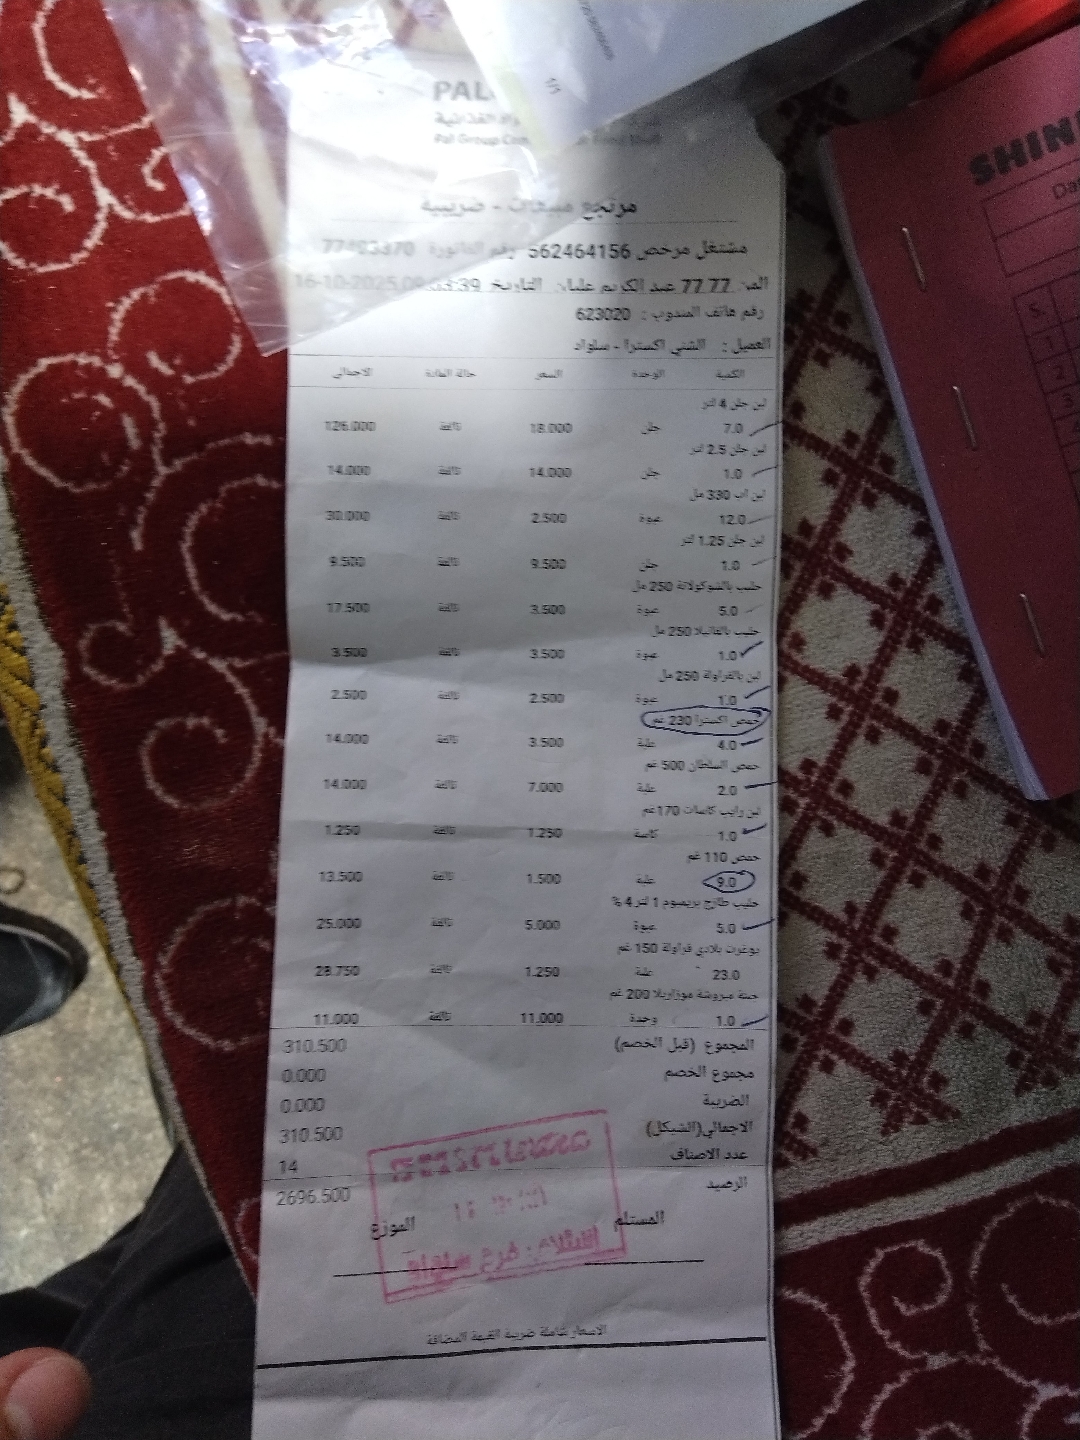 PAL
Pal Group
مرتجع مبيعات - ضريبية
مشتغل مرخص 562464156 رقم الفاتورة 77403370
77 77 عبد الكريم عليان التاريخ 16-10-2025
رقم هاتف المندوب : 623020
العميل : الشني اكسترا - سلواد
الكمية الوحدة السعر حالة المادة الاجمالي
لبن جلن 4 لتر
7.0 جلن 18.000 تالفة 126.000
لبن جلن 2.5 لتر
1.0 جلن 14.000 تالفة 14.000
لبن اب 330 مل
12.0 عبوة 2.500 تالفة 30.000
لبن جلن 1.25 لتر
1.0 جلن 9.500 تالفة 9.500
حليب بالشوكولاتة 250 مل
5.0 عبوة 3.500 تالفة 17.500
حليب بالفانيلا 250 مل
1.0 عبوة 3.500 تالفة 3.500
لبن بالفراولة 250 مل
1.0 عبوة 2.500 تالفة 2.500
حمص اكسترا 230 غم
4.0 علبة 3.500 تالفة 14.000
حمص السلطان 500 غم
2.0 علبة 7.000 تالفة 14.000
لبن رايب كاسات 170غم
1.0 كاسة 1.250 تالفة 1.250
حمص 110 غم
9.0 علبة 1.500 تالفة 13.500
حليب طازج بريميوم 1 لتر 4%
5.0 عبوة 5.000 تالفة 25.000
يوغرت بلادي فراولة 150 غم
23.0 علبة 1.250 تالفة 28.750
جبنة مبروشة موزاريلا 200 غم
1.0 وحدة 11.000 تالفة 11.000
المجموع (قبل الخصم) 310.500
مجموع الخصم 0.000
الضريبة 0.000
الاجمالي(الشيكل) 310.500
عدد الاصناف 14
الرصيد 2696.500
المستلم الموزع
الاسعار شاملة ضريبة القيمة المضافة
SHIN